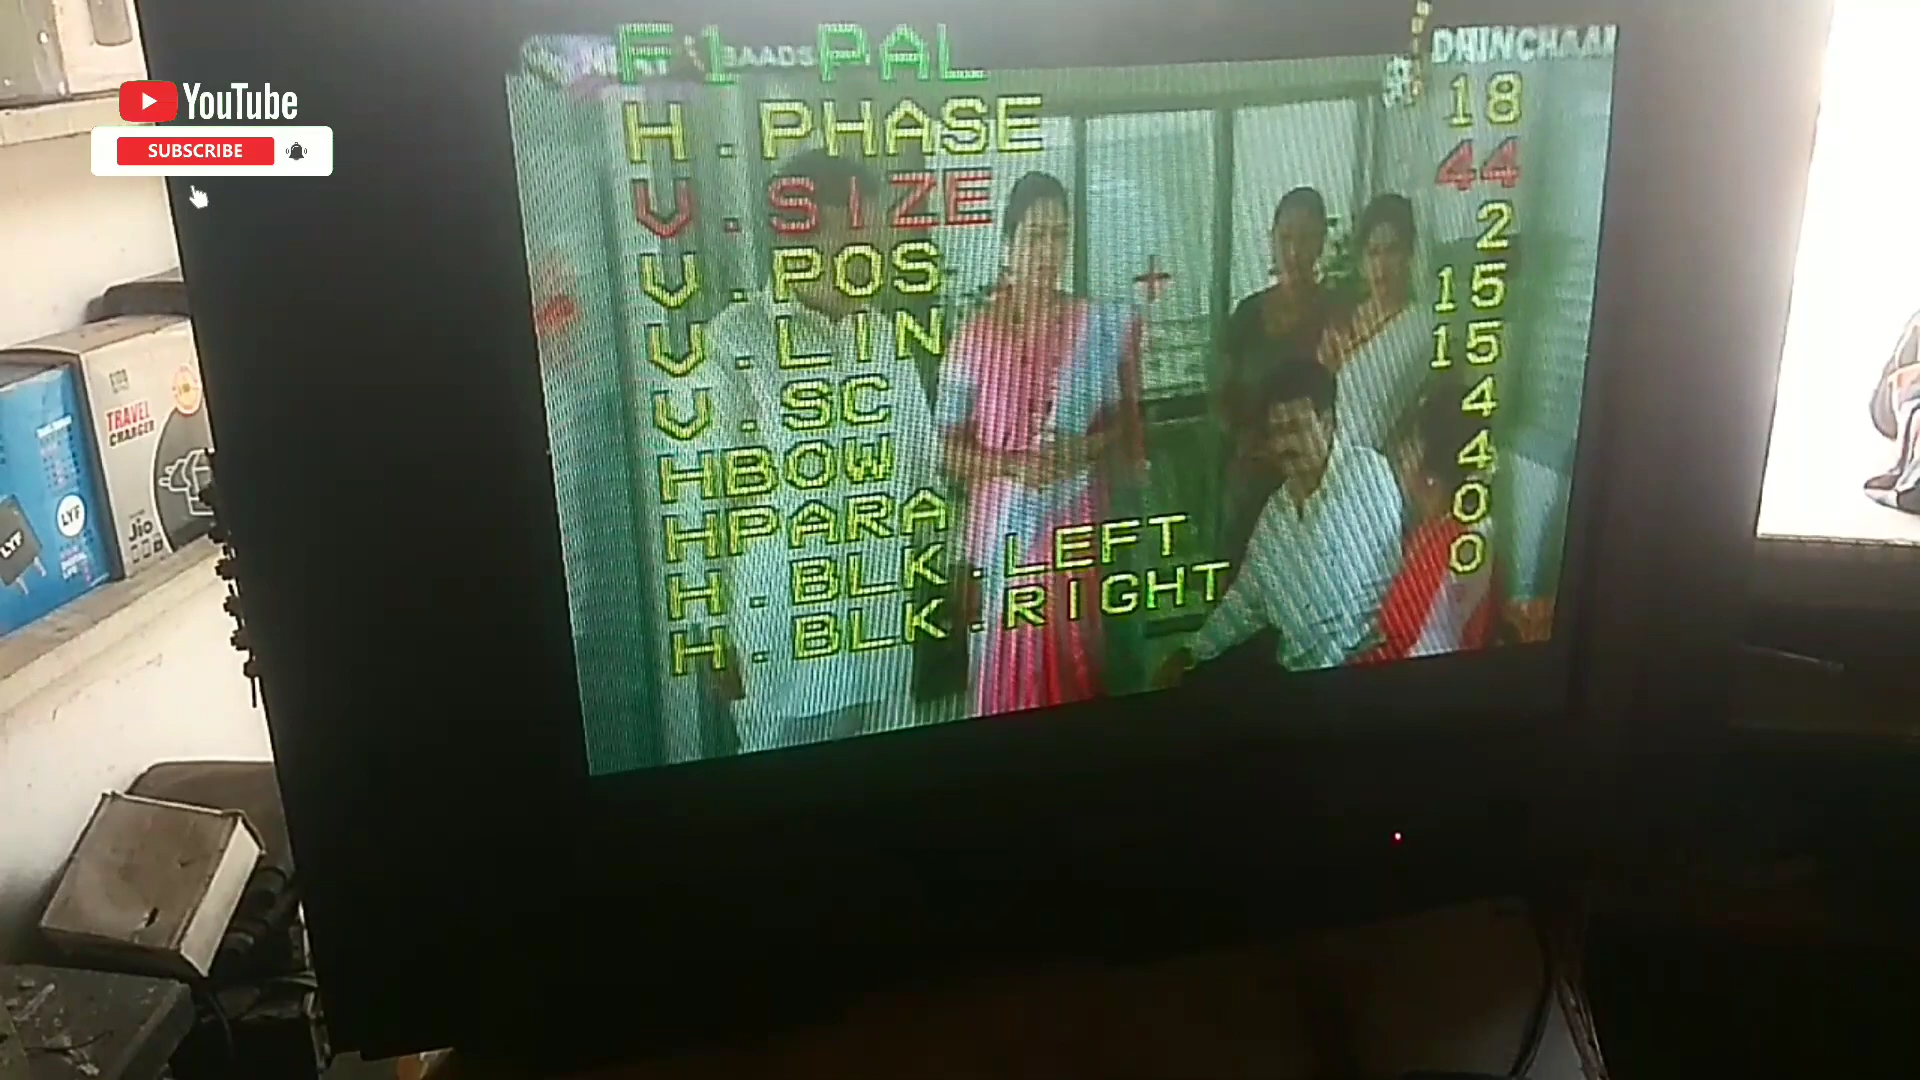 YouTube
SUBSCRIBE
F1 PAL
H.PHASE 18
V.SIZE 44
V.POS 2
V.LIN 15
V.SC 15
HBOW 4
HPARA 4
H.BLK.LEFT 0
H.BLK.RIGHT 0
TRAVEL
CHARGER
Jio
LYF
LYF